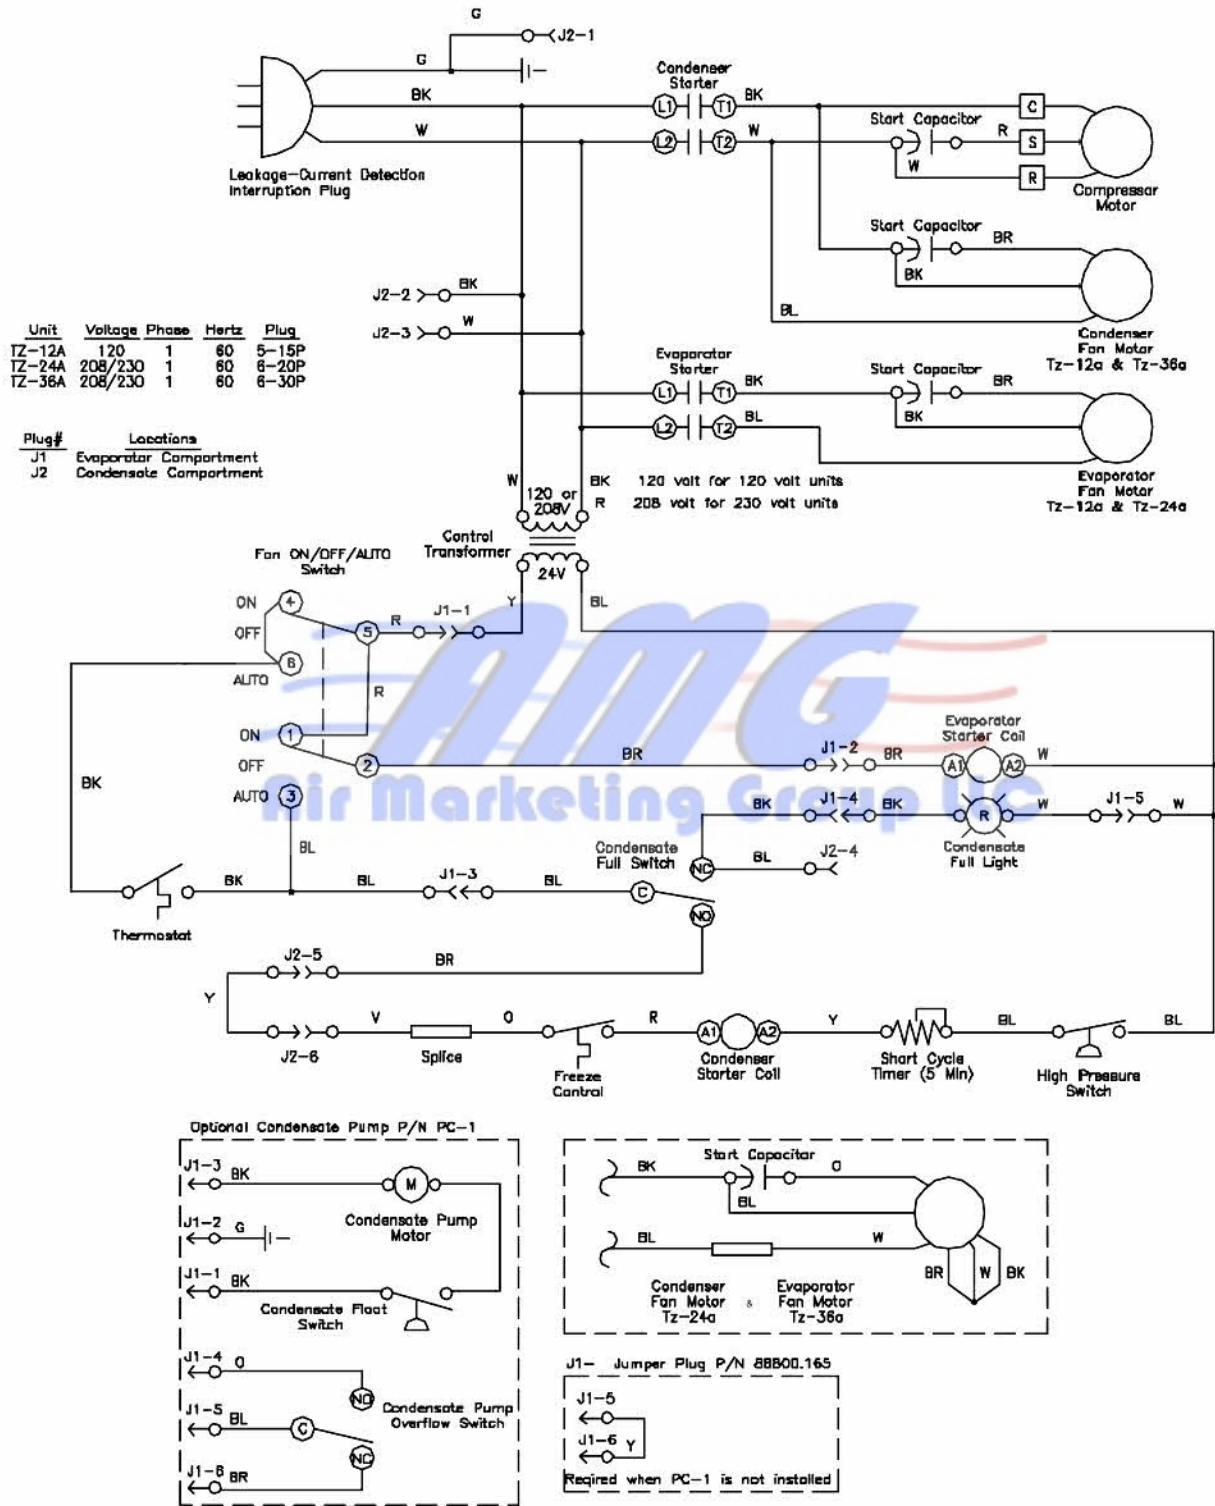 G
J2-1
G
Condenser
Starter
BK
L1
T1
BK
C
Start Capacitor
R
W
L2
T2
W
S
W
R
Leakage-Current Detection
Interruption Plug
Compressor
Motor
Start Capacitor
BR
BK
J2-2
BK
J2-3
W
BL
Condenser
Fan Motor
Tz-12a & Tz-36a
Unit Voltage Phase Hertz Plug
TZ-12A 120 1 60 5-15P
TZ-24A 208/230 1 60 6-20P
TZ-36A 208/230 1 60 6-30P
Evaporator
Starter
L1
T1
BK
Start Capacitor
BR
BK
L2
T2
BL
Plug# Locations
J1 Evaporator Compartment
J2 Condensate Compartment
Evaporator
Fan Motor
Tz-12a & Tz-24a
W
120 or
208V
BK 120 volt for 120 volt units
R 208 volt for 230 volt units
Control
Transformer
24V
Fan ON/OFF/AUTO
Switch
ON
4
OFF
5
R
J1-1
Y
BL
6
AUTO
R
AMG
Air Marketing Group LLC
ON
1
OFF
2
BR
J1-2
BR
Evaporator
Starter Coil
A1
A2
W
BK
AUTO
3
BL
BK
J1-4
BK
R
W
J1-5
W
Condensate
Full Light
Condensate
Full Switch
NC
BL
J2-4
BK
BL
J1-3
BL
C
NO
Thermostat
J2-5
BR
Y
V
O
R
A1
A2
Y
BL
BL
J2-6
Splice
Freeze
Control
Condenser
Starter Coil
Short Cycle
Timer (5 Min)
High Pressure
Switch
Optional Condensate Pump P/N PC-1
J1-3
BK
M
Condensate Pump
Motor
J1-2
G
J1-1
BK
Condensate Float
Switch
J1-4
O
NO
J1-5
BL
C
Condensate Pump
Overflow Switch
NC
J1-6
BR
BK
Start Capacitor
O
BL
BL
W
BR
W
BK
Condenser
Fan Motor
Tz-24a
&
Evaporator
Fan Motor
Tz-36a
J1- Jumper Plug P/N 88800.165
J1-5
J1-6
Y
Reqired when PC-1 is not installed